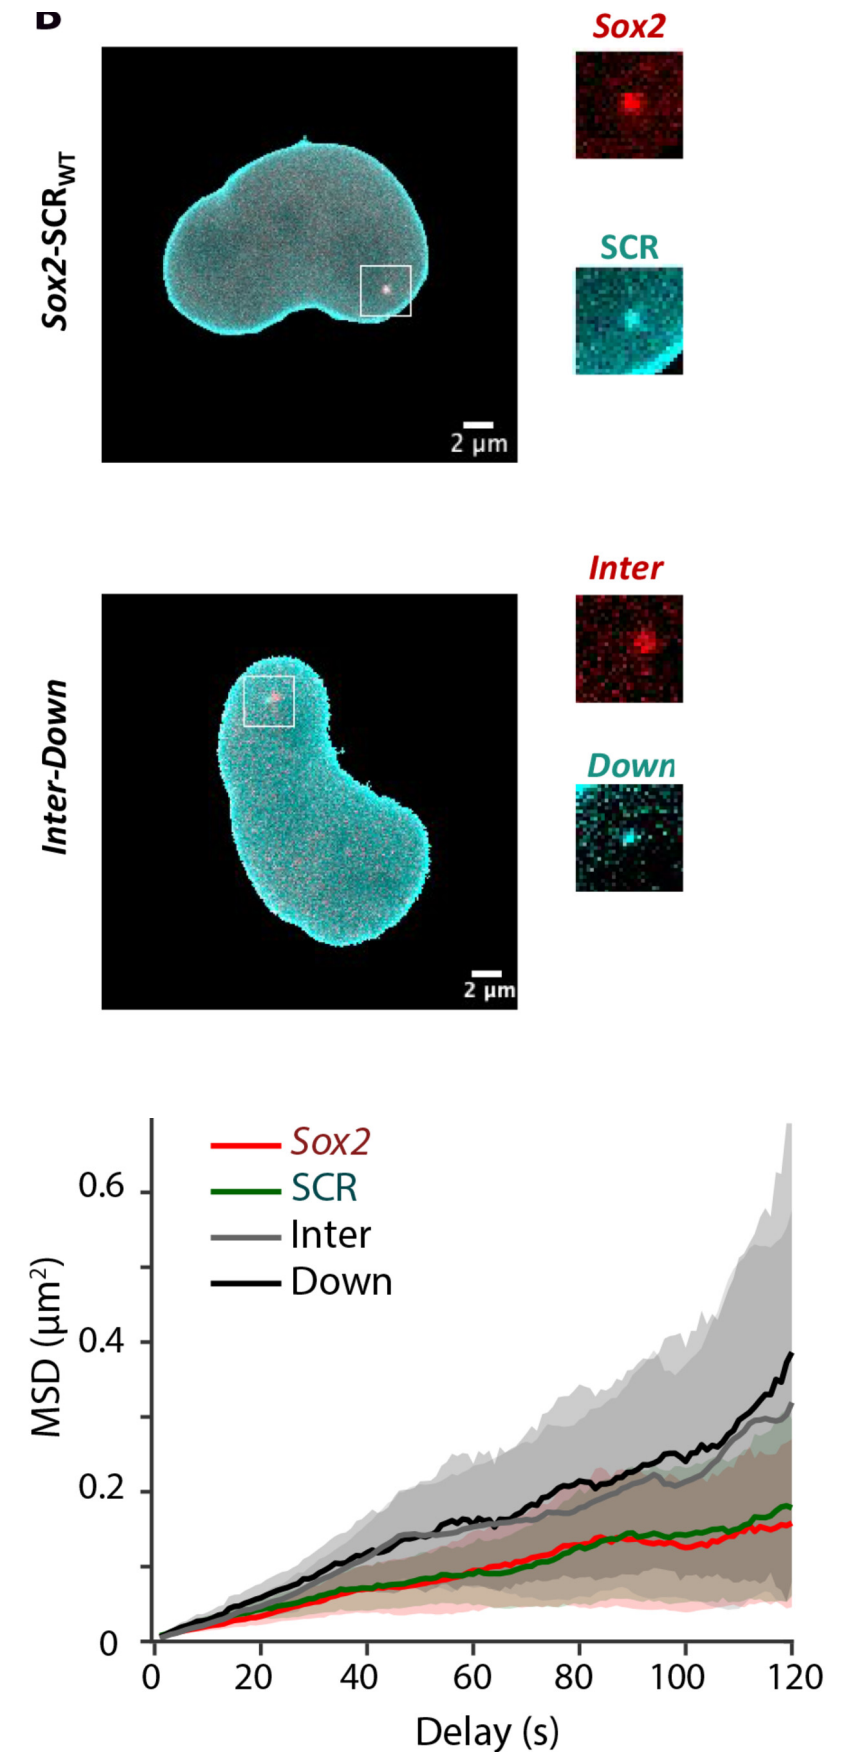 Sox2
Sox2-SCRWT
SCR
2 μm
Inter
Inter-Down
Down
2 μm
Sox2
SCR
Inter
Down
MSD (μm²)
0.6
0.4
0.2
0
0 20 40 60 80 100 120
Delay (s)